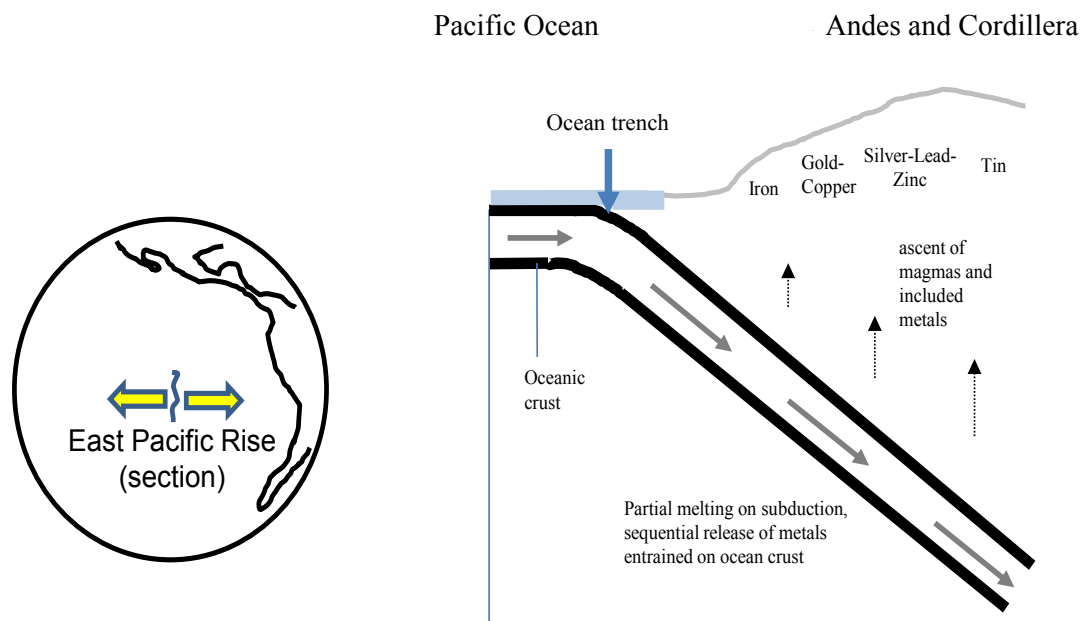 Pacific Ocean
Andes and Cordillera
Ocean trench
Iron
Gold-
Copper
Silver-Lead-
Zinc
Tin
ascent of
magmas and
included
metals
Oceanic
crust
East Pacific Rise
(section)
Partial melting on subduction,
sequential release of metals
entrained on ocean crust